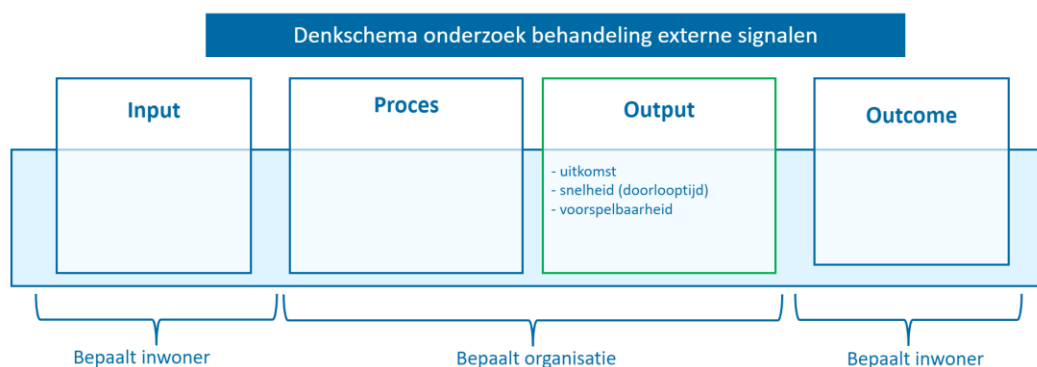 Denkschema onderzoek behandeling externe signalen
Input
Proces
Output
Outcome
- uitkomst
- snelheid (doorlooptijd)
- voorspelbaarheid
Bepaalt inwoner
Bepaalt organisatie
Bepaalt inwoner